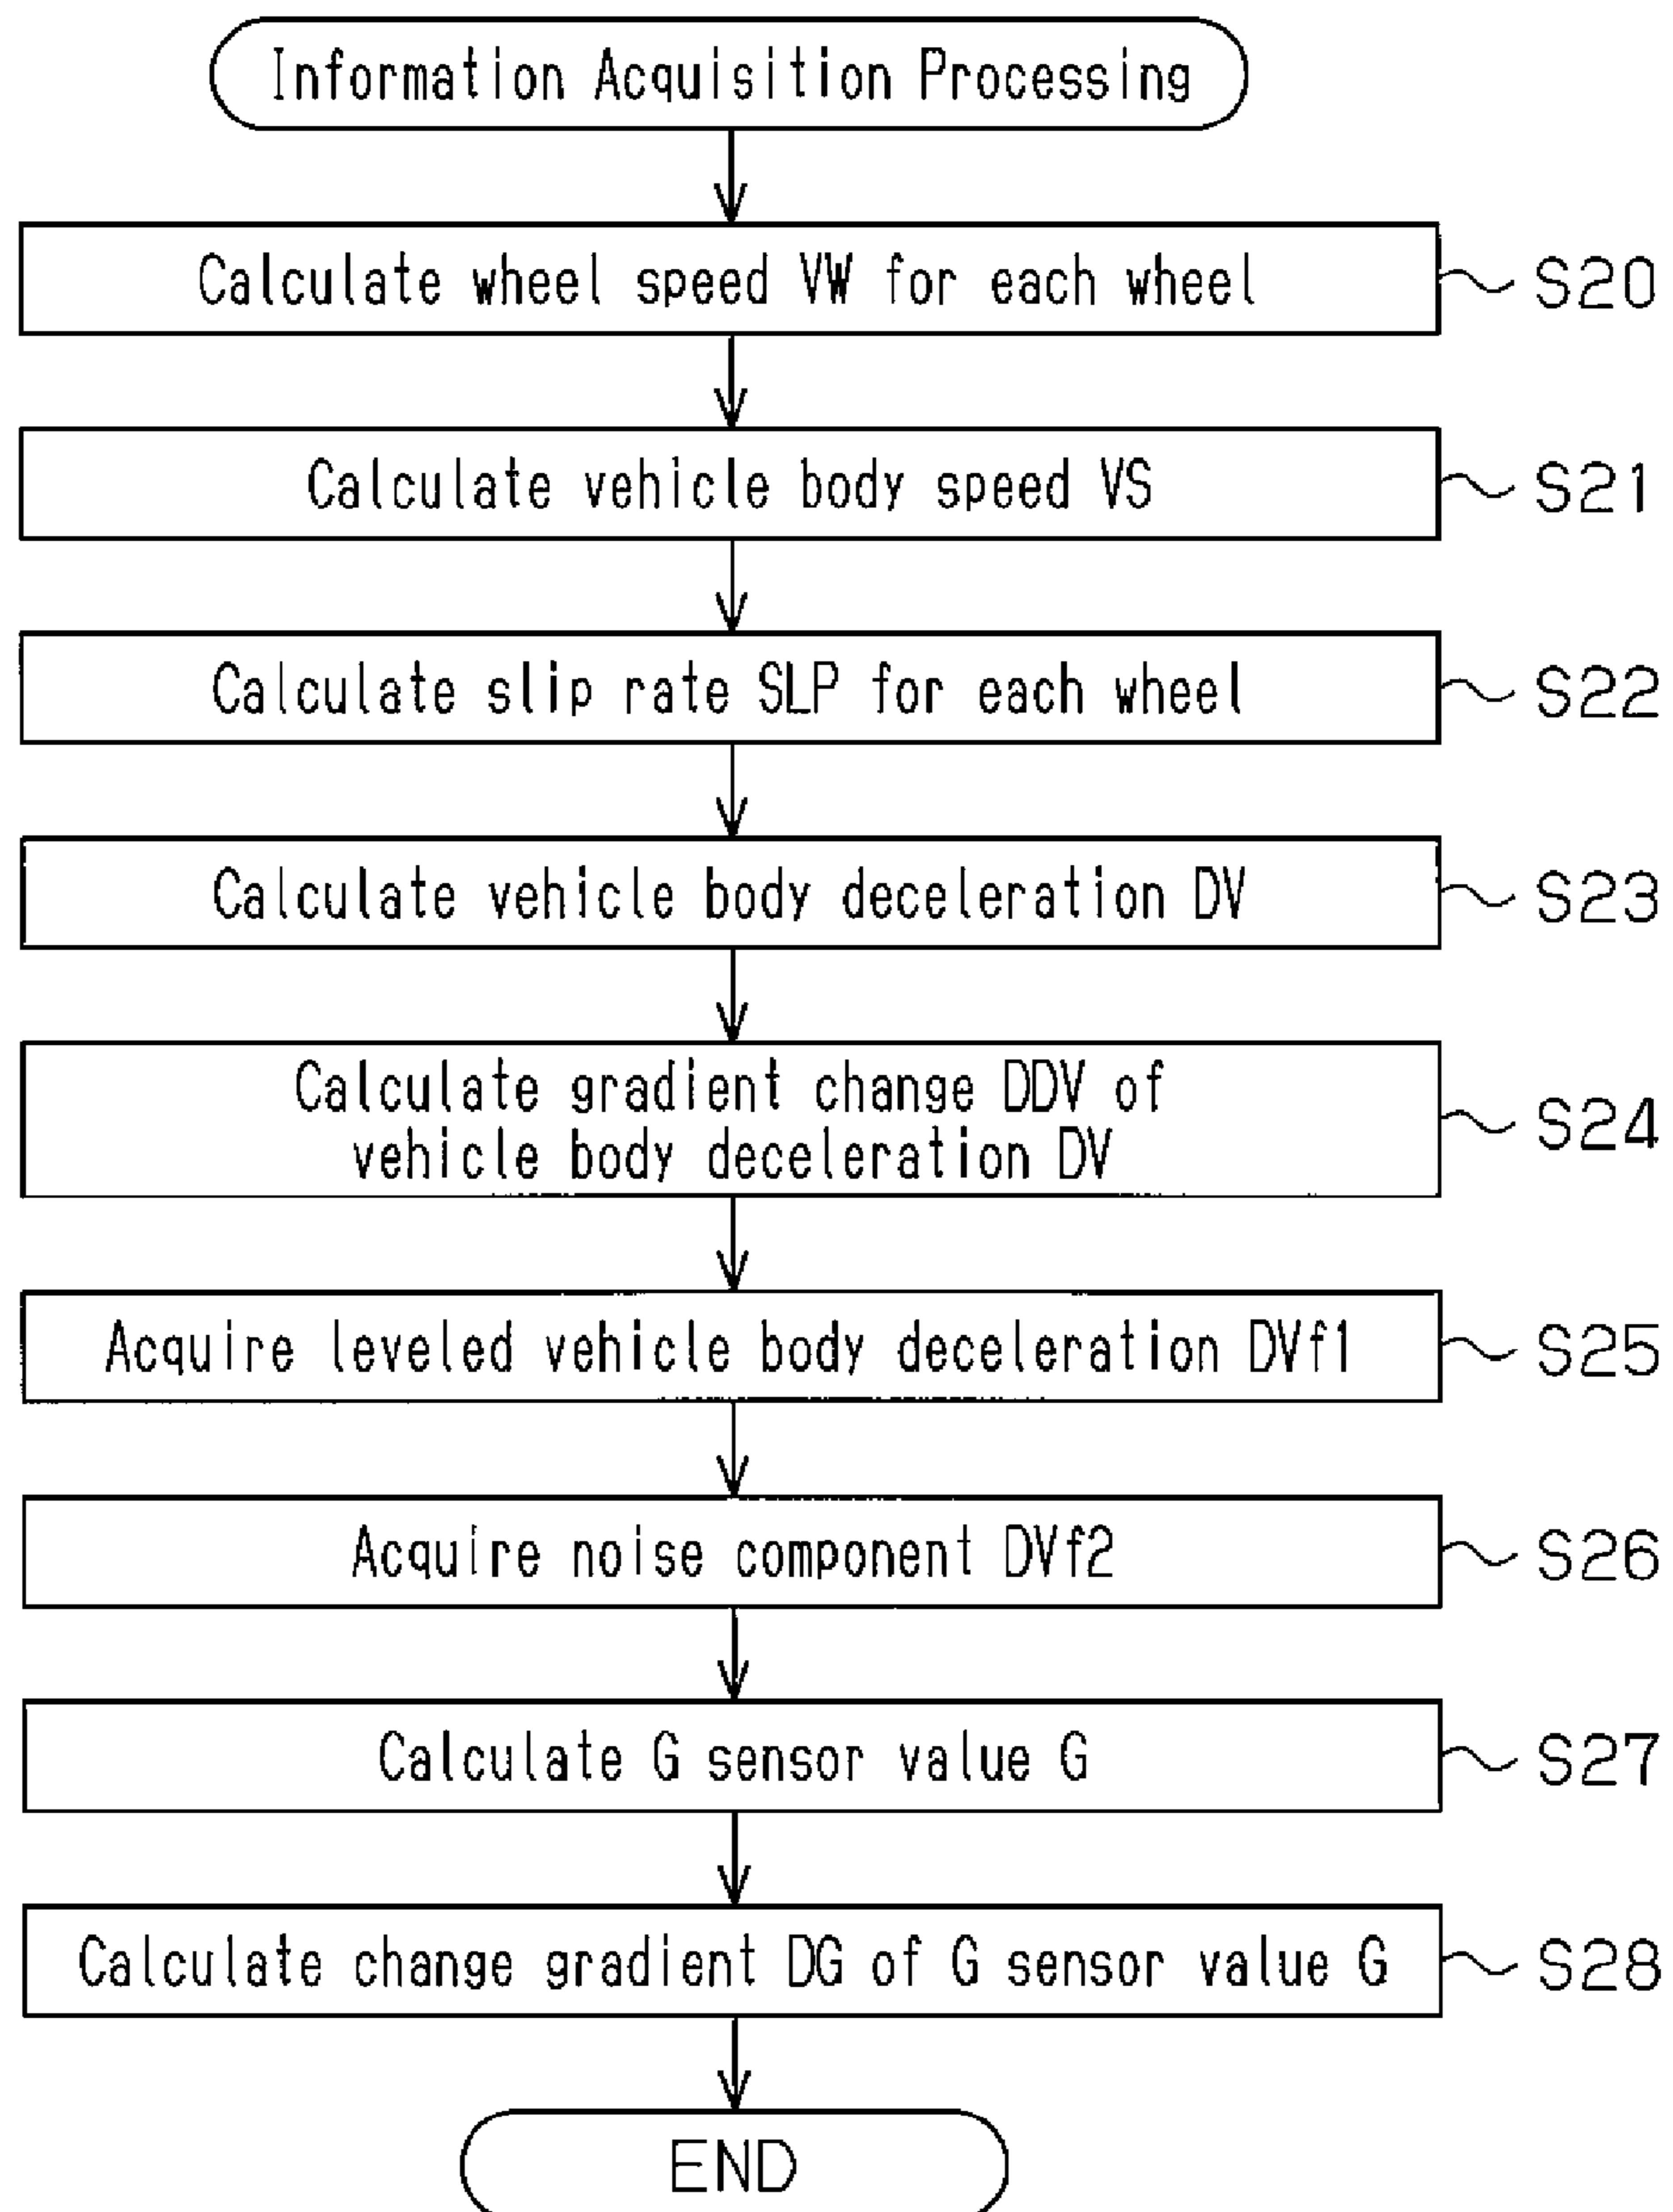 Information Acquisition Processing
Calculate wheel speed VW for each wheel
S20
Calculate vehicle body speed VS
S21
Calculate slip rate SLP for each wheel
S22
Calculate vehicle body deceleration DV
S23
Calculate gradient change DDV of
vehicle body deceleration DV
S24
Acquire leveled vehicle body deceleration DVf1
S25
Acquire noise component DVf2
S26
Calculate G sensor value G
S27
Calculate change gradient DG of G sensor value G
S28
END